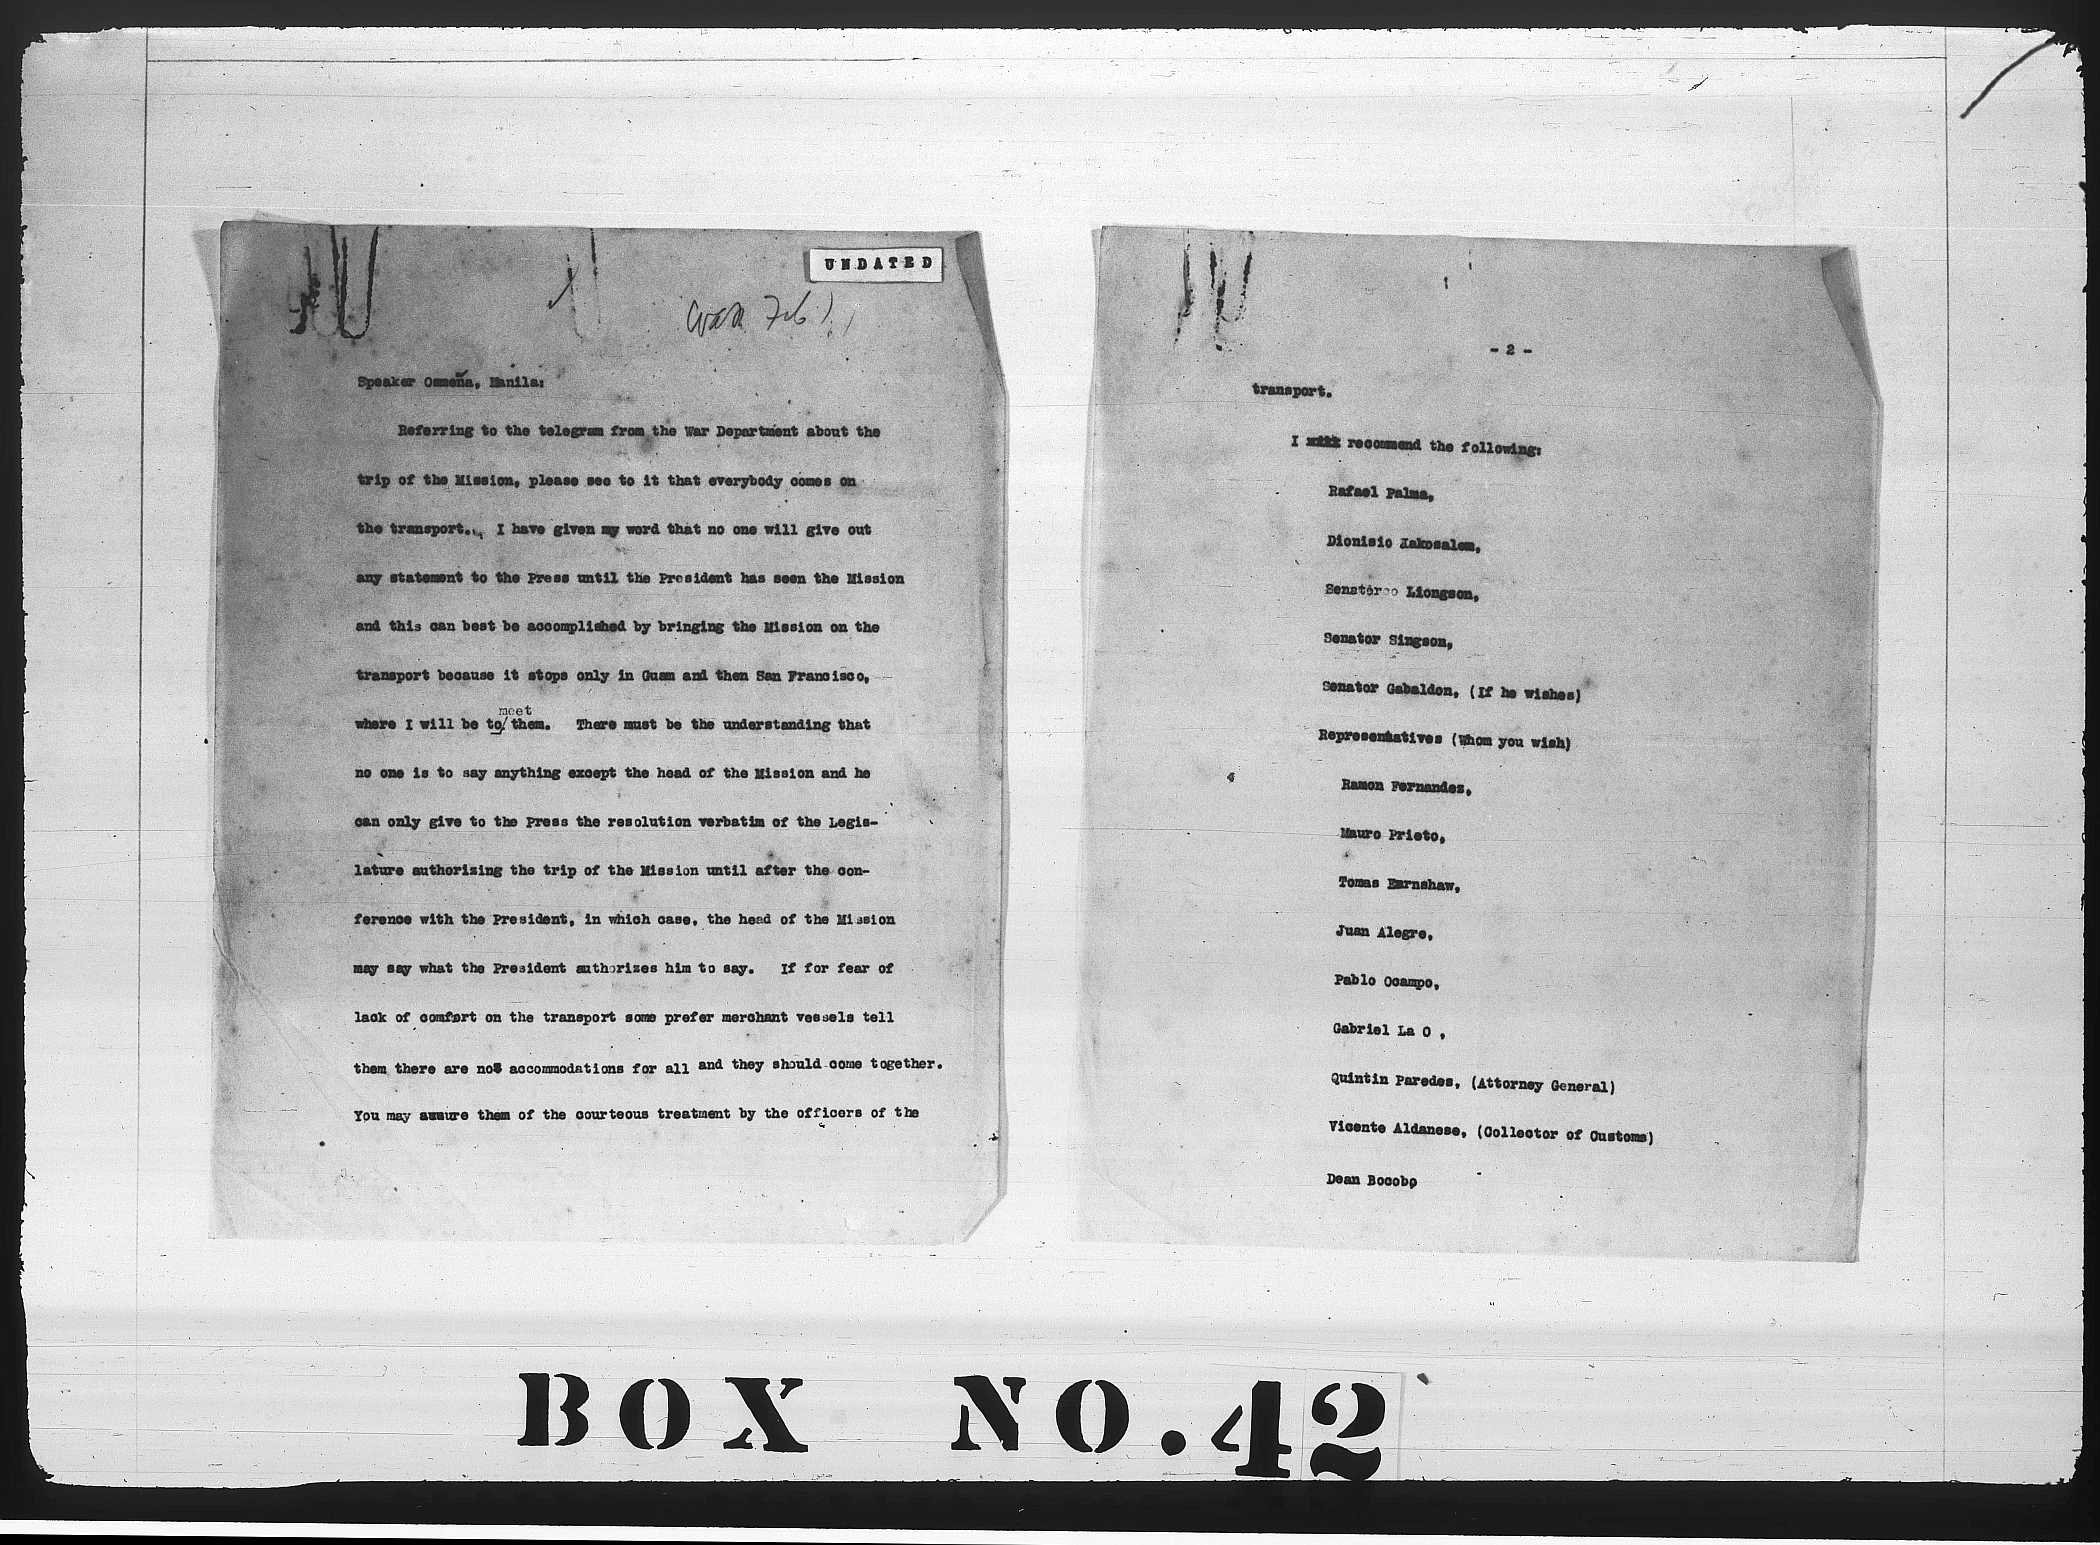 UNDATED
Speaker Osmeña, Manila:
Referring to the telegram from the War Department about the
trip of the Mission, please see to it that everybody comes on
the transport. I have given my word that no one will give out
any statement to the Press until the President has seen the Mission
and this can best be accomplished by bringing the Mission on the
transport because it stops only in Guam and then San Francisco,
meet
where I will be to/ them. There must be the understanding that
no one is to say anything except the head of the Mission and he
can only give to the Press the resolution verbatim of the Legis-
lature authorizing the trip of the Mission until after the con-
ference with the President, in which case, the head of the Mission
may say what the President authorizes him to say. If for fear of
lack of comfort on the transport some prefer merchant vessels tell
them there are not accommodations for all and they should come together.
You may assure them of the courteous treatment by the officers of the
- 2 -
transport.
I recommend the following:
Rafael Palma,
Dionisio Jakosalem,
Liongson,
Senator Singson,
Senator Gabaldon, (If he wishes)
Representatives (Whom you wish)
Ramon Fernandez,
Mauro Prieto,
Tomas Earnshaw,
Juan Alegre,
Pablo Ocampo,
Gabriel La O ,
Quintin Paredes, (Attorney General)
Vicente Aldanese, (Collector of Customs)
Dean Bocobo
BOX NO. 42